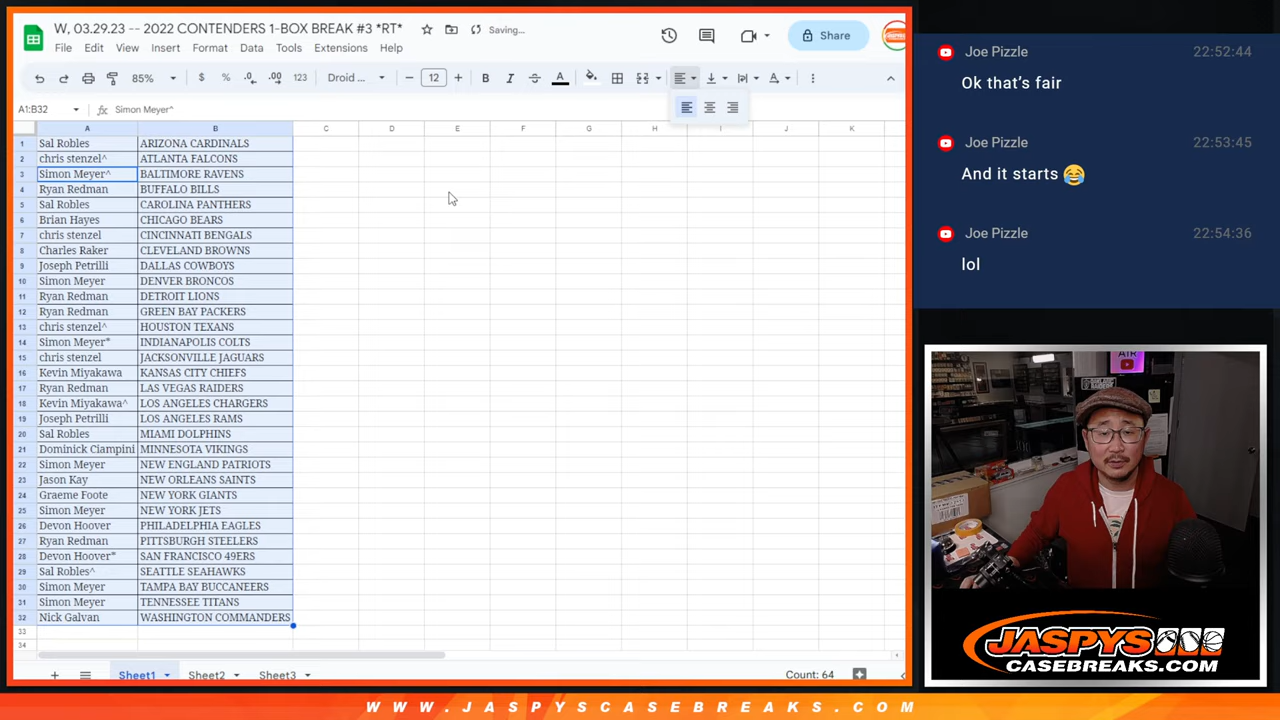 W, 03.29.23 -- 2022 CONTENDERS 1-BOX BREAK #3 *RT*
Saving...
Share
File Edit View Insert Format Data Tools Extensions Help
85% $ % .0 .00 123 Droid ... 12 B I S A
A1:B32 fx Simon Meyer^
A B C D E F G H I J K
1 Sal Robles ARIZONA CARDINALS
2 chris stenzel^ ATLANTA FALCONS
3 Simon Meyer^ BALTIMORE RAVENS
4 Ryan Redman BUFFALO BILLS
5 Sal Robles CAROLINA PANTHERS
6 Brian Hayes CHICAGO BEARS
7 chris stenzel CINCINNATI BENGALS
8 Charles Raker CLEVELAND BROWNS
9 Joseph Petrilli DALLAS COWBOYS
10 Simon Meyer DENVER BRONCOS
11 Ryan Redman DETROIT LIONS
12 Ryan Redman GREEN BAY PACKERS
13 chris stenzel^ HOUSTON TEXANS
14 Simon Meyer* INDIANAPOLIS COLTS
15 chris stenzel JACKSONVILLE JAGUARS
16 Kevin Miyakawa KANSAS CITY CHIEFS
17 Ryan Redman LAS VEGAS RAIDERS
18 Kevin Miyakawa^ LOS ANGELES CHARGERS
19 Joseph Petrilli LOS ANGELES RAMS
20 Sal Robles MIAMI DOLPHINS
21 Dominick Ciampini MINNESOTA VIKINGS
22 Simon Meyer NEW ENGLAND PATRIOTS
23 Jason Kay NEW ORLEANS SAINTS
24 Graeme Foote NEW YORK GIANTS
25 Simon Meyer NEW YORK JETS
26 Devon Hoover PHILADELPHIA EAGLES
27 Ryan Redman PITTSBURGH STEELERS
28 Devon Hoover* SAN FRANCISCO 49ERS
29 Sal Robles^ SEATTLE SEAHAWKS
30 Simon Meyer TAMPA BAY BUCCANEERS
31 Simon Meyer TENNESSEE TITANS
32 Nick Galvan WASHINGTON COMMANDERS
33
34
Sheet1 Sheet2 Sheet3 Count: 64
Joe Pizzle 22:52:44
Ok that’s fair
Joe Pizzle 22:53:45
And it starts 😂
Joe Pizzle 22:54:36
lol
AIR
JASPYS
CASEBREAKS.COM
WWW.JASPYSCASEBREAKS.COM